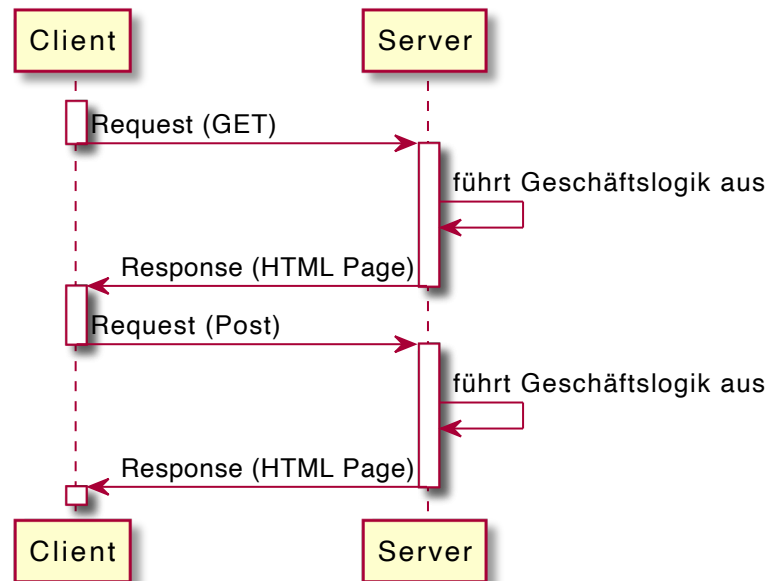 Client
Server
Request (GET)
führt Geschäftslogik aus
Response (HTML Page)
Request (Post)
führt Geschäftslogik aus
Response (HTML Page)
Client
Server